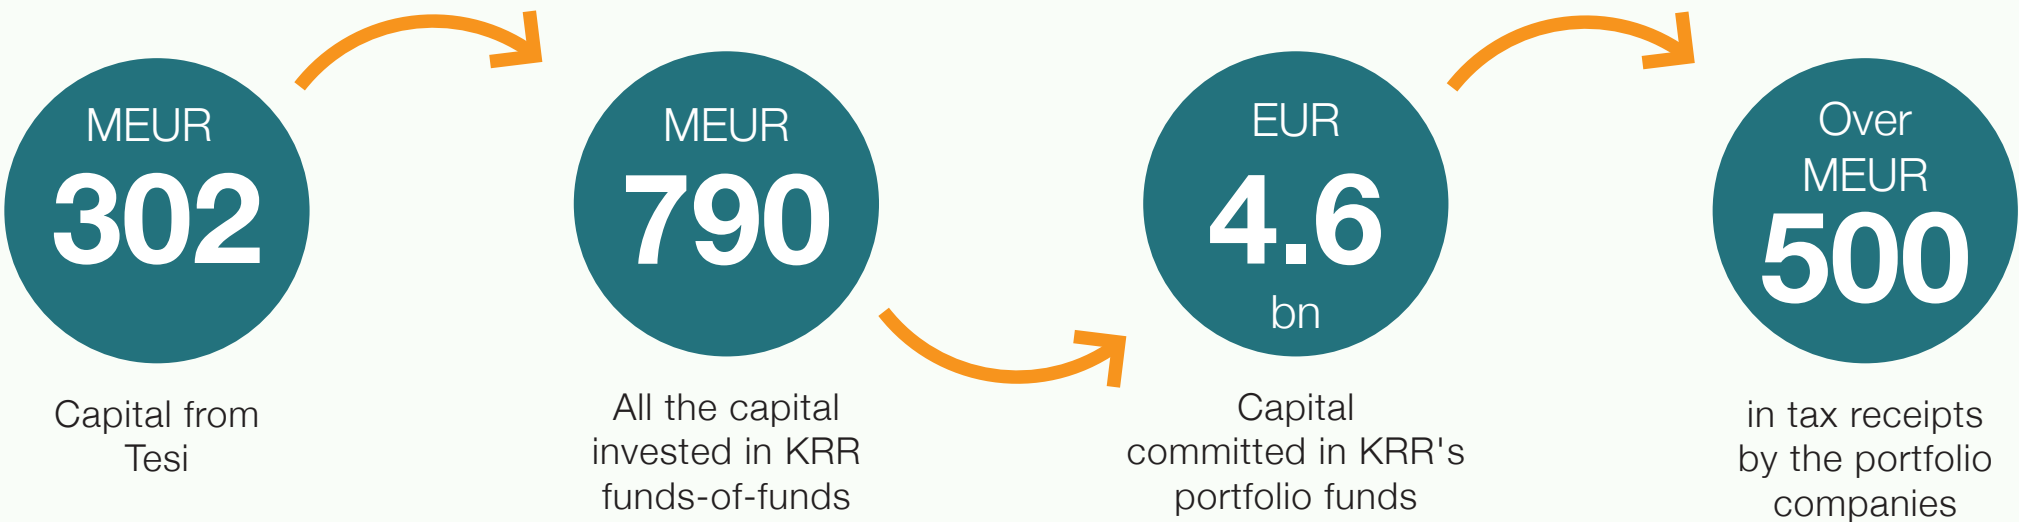 MEUR
302
Capital from
Tesi
MEUR
790
All the capital
invested in KRR
funds-of-funds
EUR
4.6
bn
Capital
committed in KRR's
portfolio funds
Over
MEUR
500
in tax receipts
by the portfolio
companies